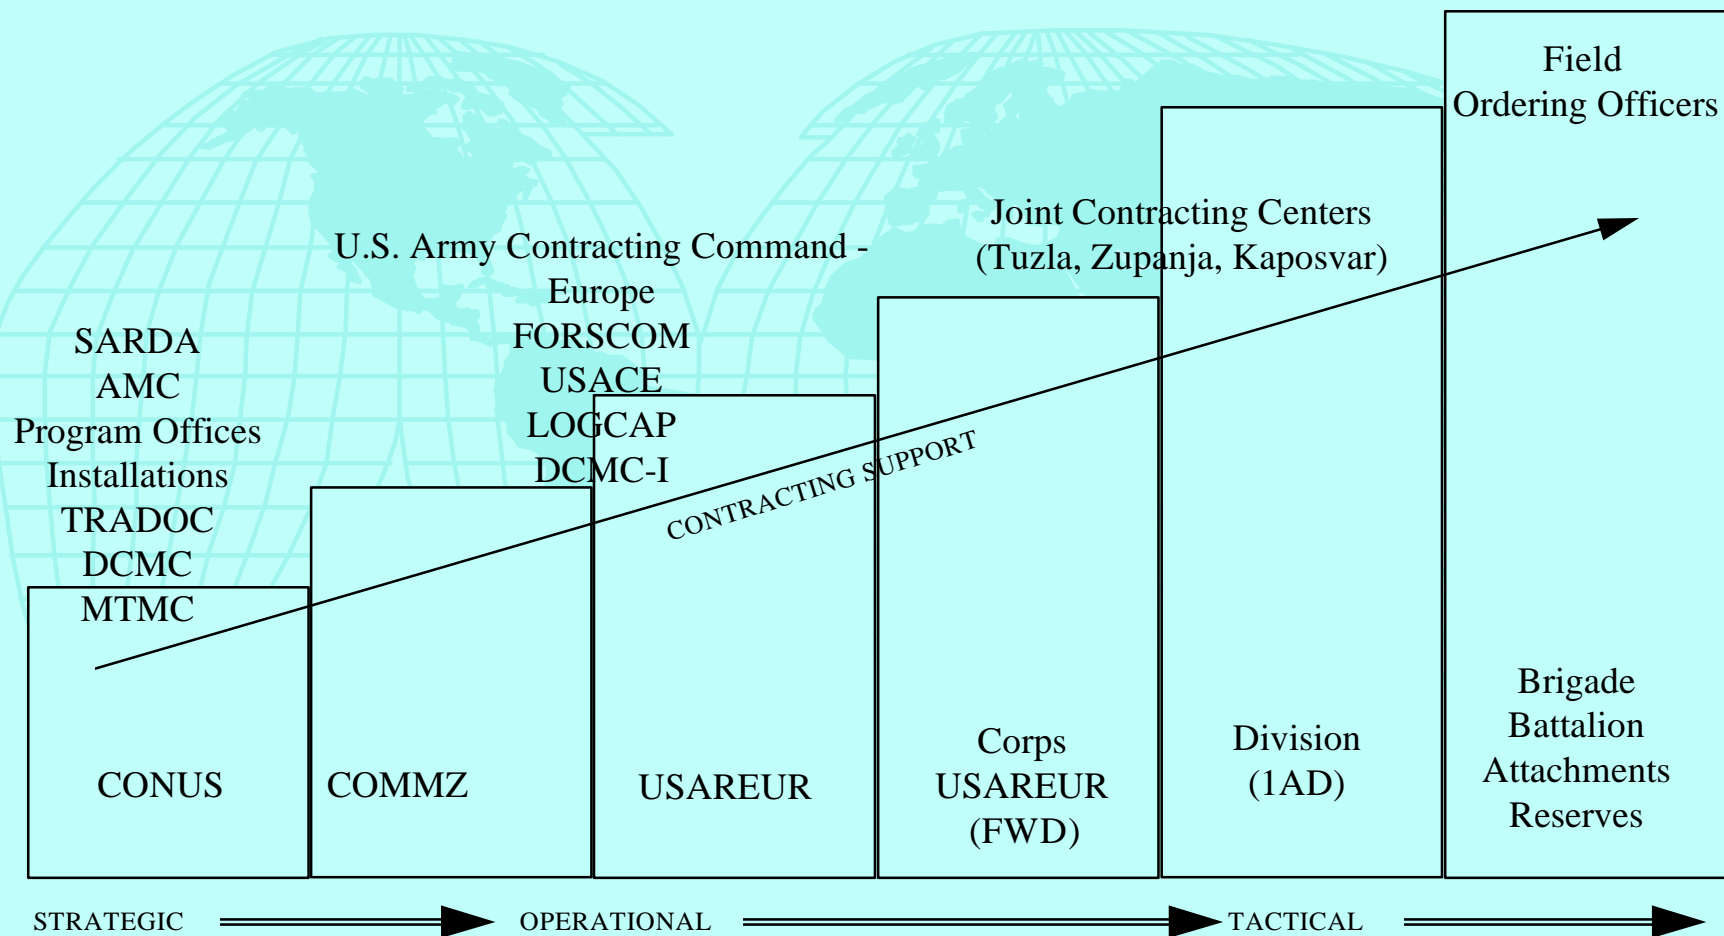 Field
Ordering Officers
Joint Contracting Centers
(Tuzla, Zupanja, Kaposvar)
U.S. Army Contracting Command -
Europe
FORSCOM
USACE
LOGCAP
DCMC-I
SARDA
AMC
Program Offices
Installations
TRADOC
DCMC
MTMC
CONTRACTING SUPPORT
CONUS
COMMZ
USAREUR
Corps
USAREUR
(FWD)
Division
(1AD)
Brigade
Battalion
Attachments
Reserves
STRATEGIC
OPERATIONAL
TACTICAL